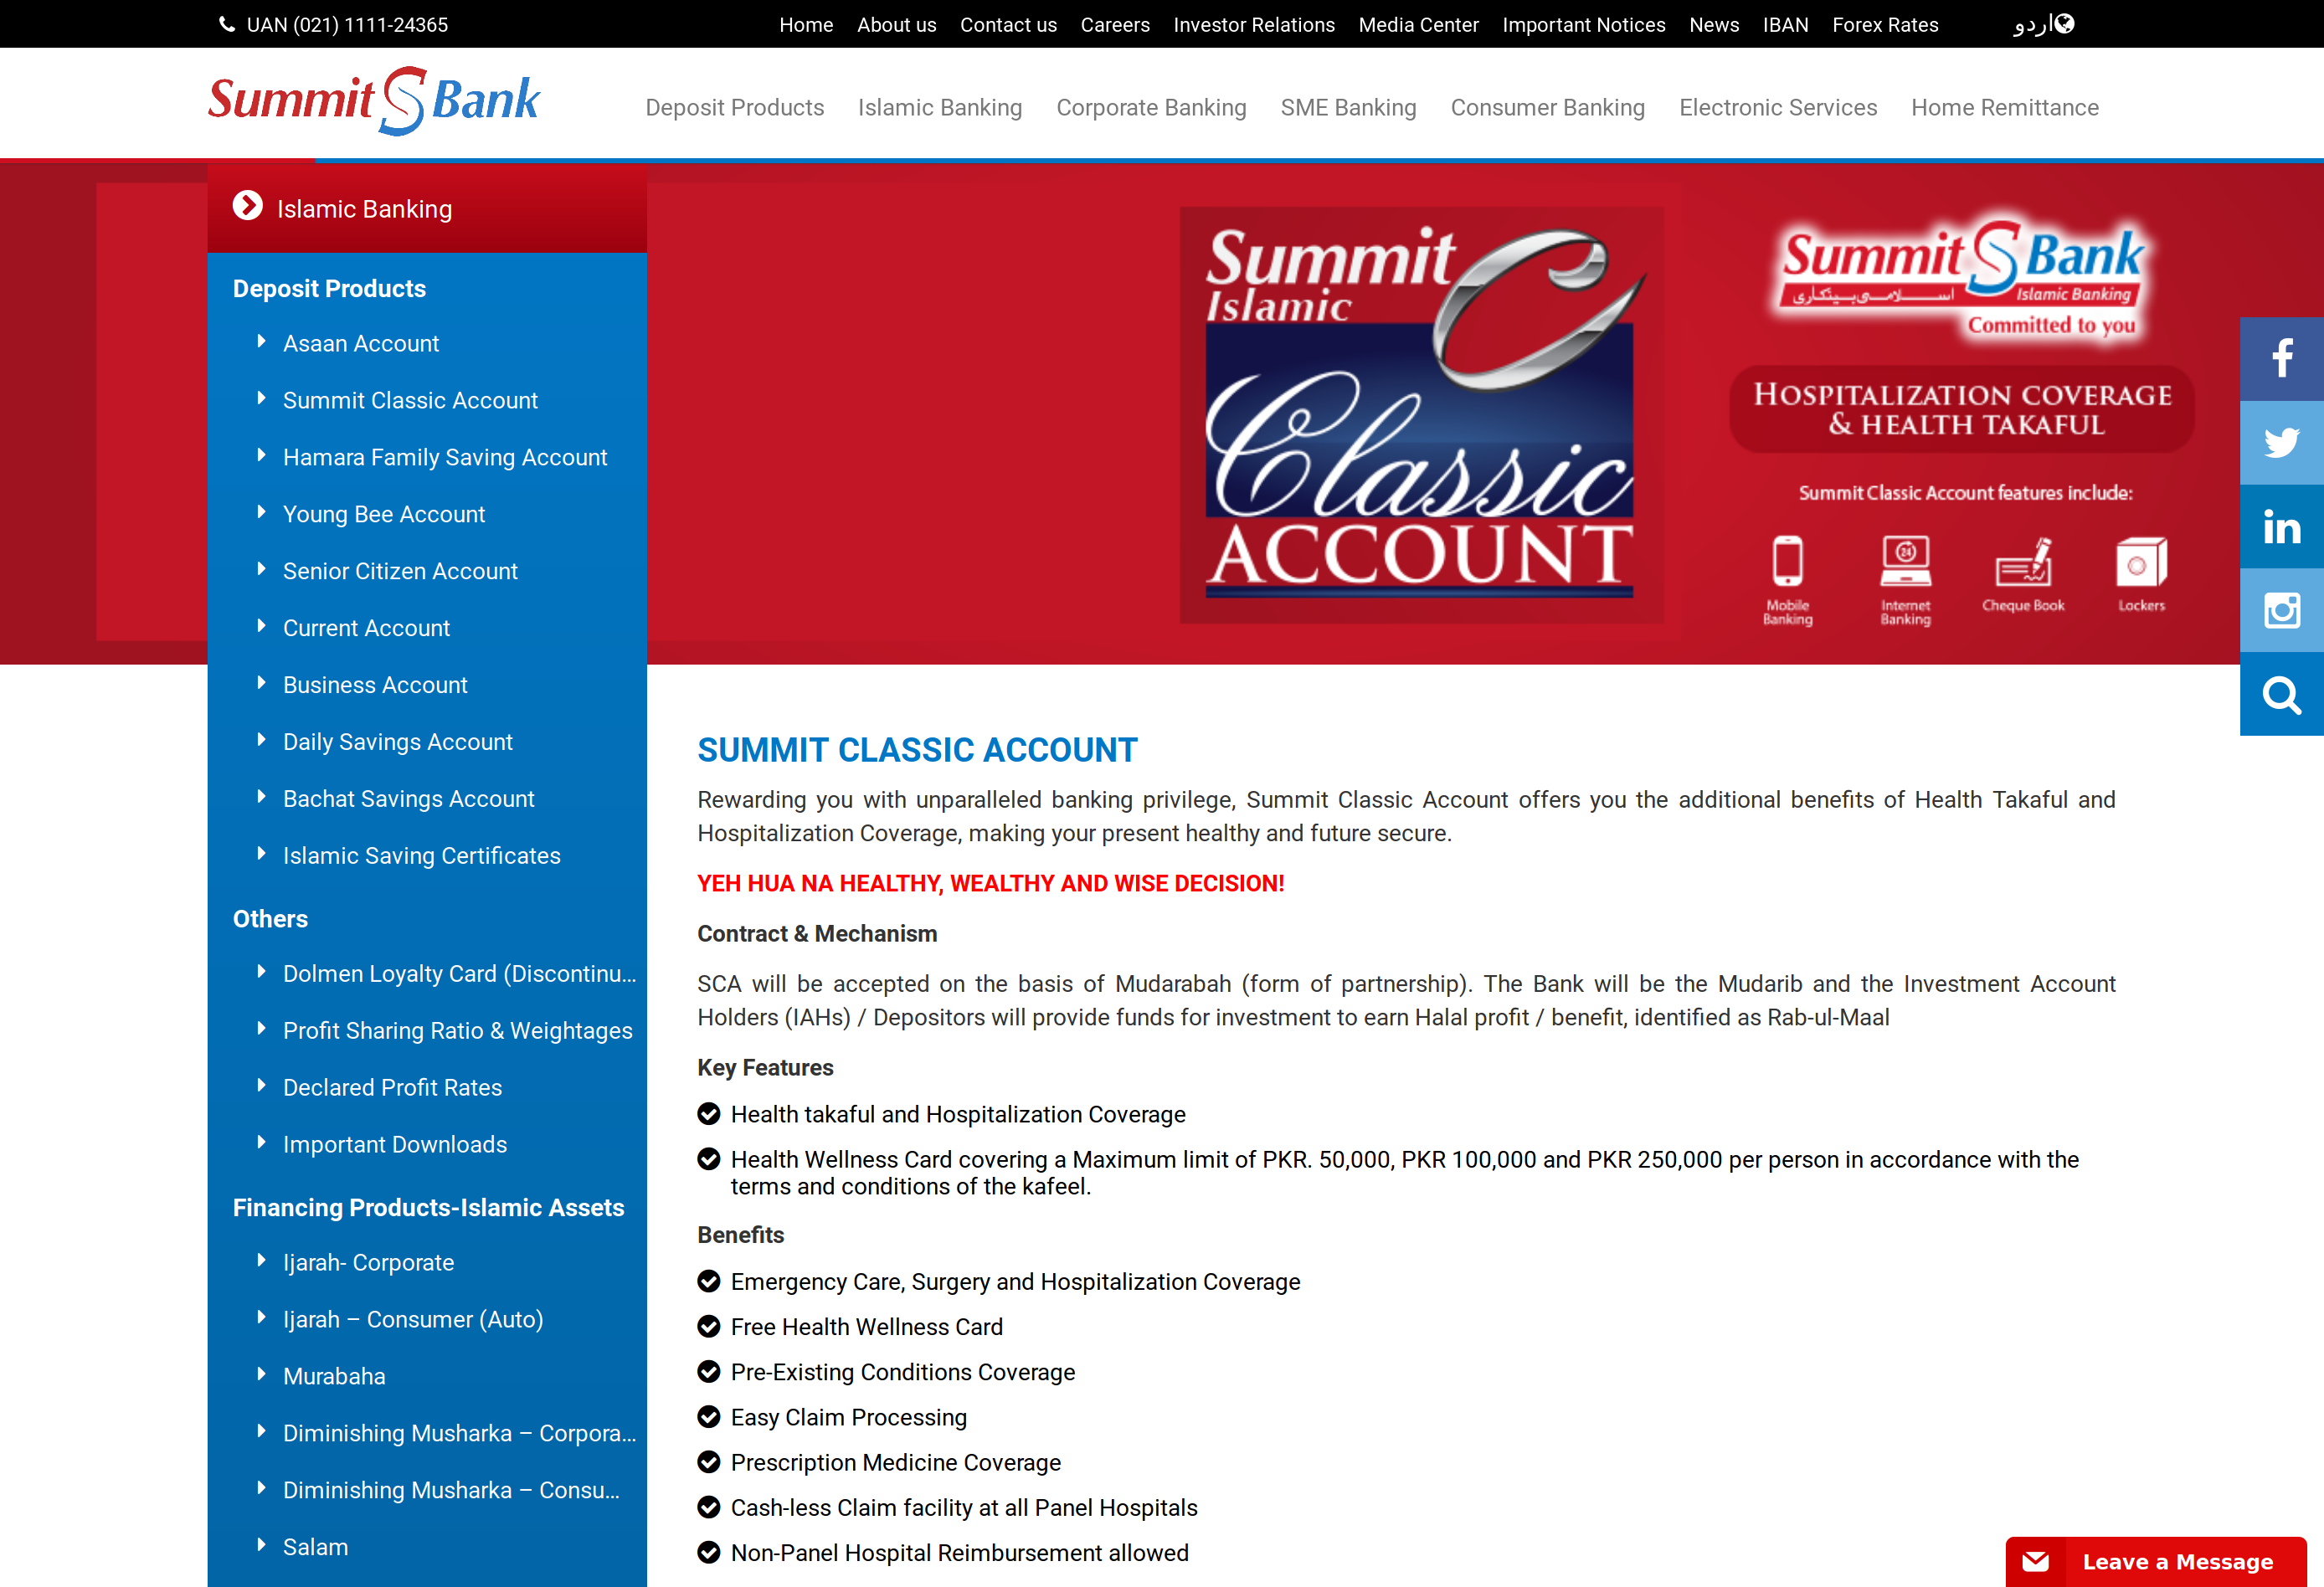 UAN (021) 1111-24365
Home About us Contact us Careers Investor Relations Media Center Important Notices News IBAN Forex Rates اردو
Summit S Bank
Deposit Products Islamic Banking Corporate Banking SME Banking Consumer Banking Electronic Services Home Remittance
Islamic Banking
Deposit Products
Asaan Account
Summit Classic Account
Hamara Family Saving Account
Young Bee Account
Senior Citizen Account
Current Account
Business Account
Daily Savings Account
Bachat Savings Account
Islamic Saving Certificates
Others
Dolmen Loyalty Card (Discontinu...
Profit Sharing Ratio & Weightages
Declared Profit Rates
Important Downloads
Financing Products-Islamic Assets
Ijarah- Corporate
Ijarah – Consumer (Auto)
Murabaha
Diminishing Musharka – Corpora...
Diminishing Musharka – Consu...
Salam
Summit
Islamic
Classic
ACCOUNT
Summit S Bank
اسلامی بینکاری Islamic Banking
Committed to you
HOSPITALIZATION COVERAGE
& HEALTH TAKAFUL
Summit Classic Account features include:
24
Mobile Banking
Internet Banking
Cheque Book
Lockers
SUMMIT CLASSIC ACCOUNT
Rewarding you with unparalleled banking privilege, Summit Classic Account offers you the additional benefits of Health Takaful and
Hospitalization Coverage, making your present healthy and future secure.
YEH HUA NA HEALTHY, WEALTHY AND WISE DECISION!
Contract & Mechanism
SCA will be accepted on the basis of Mudarabah (form of partnership). The Bank will be the Mudarib and the Investment Account
Holders (IAHs) / Depositors will provide funds for investment to earn Halal profit / benefit, identified as Rab-ul-Maal
Key Features
Health takaful and Hospitalization Coverage
Health Wellness Card covering a Maximum limit of PKR. 50,000, PKR 100,000 and PKR 250,000 per person in accordance with the
terms and conditions of the kafeel.
Benefits
Emergency Care, Surgery and Hospitalization Coverage
Free Health Wellness Card
Pre-Existing Conditions Coverage
Easy Claim Processing
Prescription Medicine Coverage
Cash-less Claim facility at all Panel Hospitals
Non-Panel Hospital Reimbursement allowed
Leave a Message